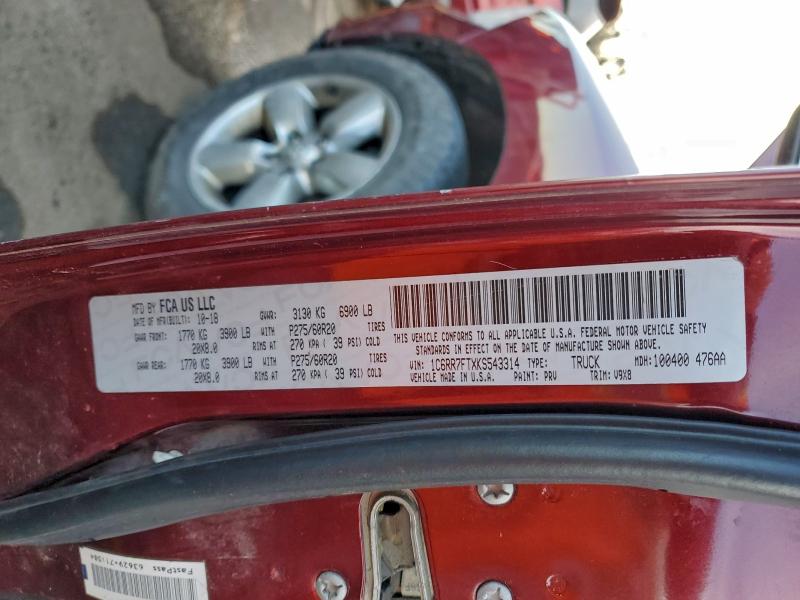 MFD BY FCA US LLC
DATE OF MFR(BUILT): 10-18
GVWR: 3130 KG 6900 LB
GAWR FRONT: 1770 KG 3900 LB WITH P275/60R20 TIRES
20X8.0 RIMS AT 270 KPA ( 39 PSI) COLD
GAWR REAR: 1770 KG 3900 LB WITH P275/60R20 TIRES
20X8.0 RIMS AT 270 KPA ( 39 PSI) COLD
THIS VEHICLE CONFORMS TO ALL APPLICABLE U.S.A. FEDERAL MOTOR VEHICLE SAFETY
STANDARDS IN EFFECT ON THE DATE OF MANUFACTURE SHOWN ABOVE.
VIN: 1C6RR7FTXKS543314 TYPE: TRUCK MDH: 100400 476AA
VEHICLE MADE IN U.S.A. PAINT: PRV TRIM: V9X8
FastPass